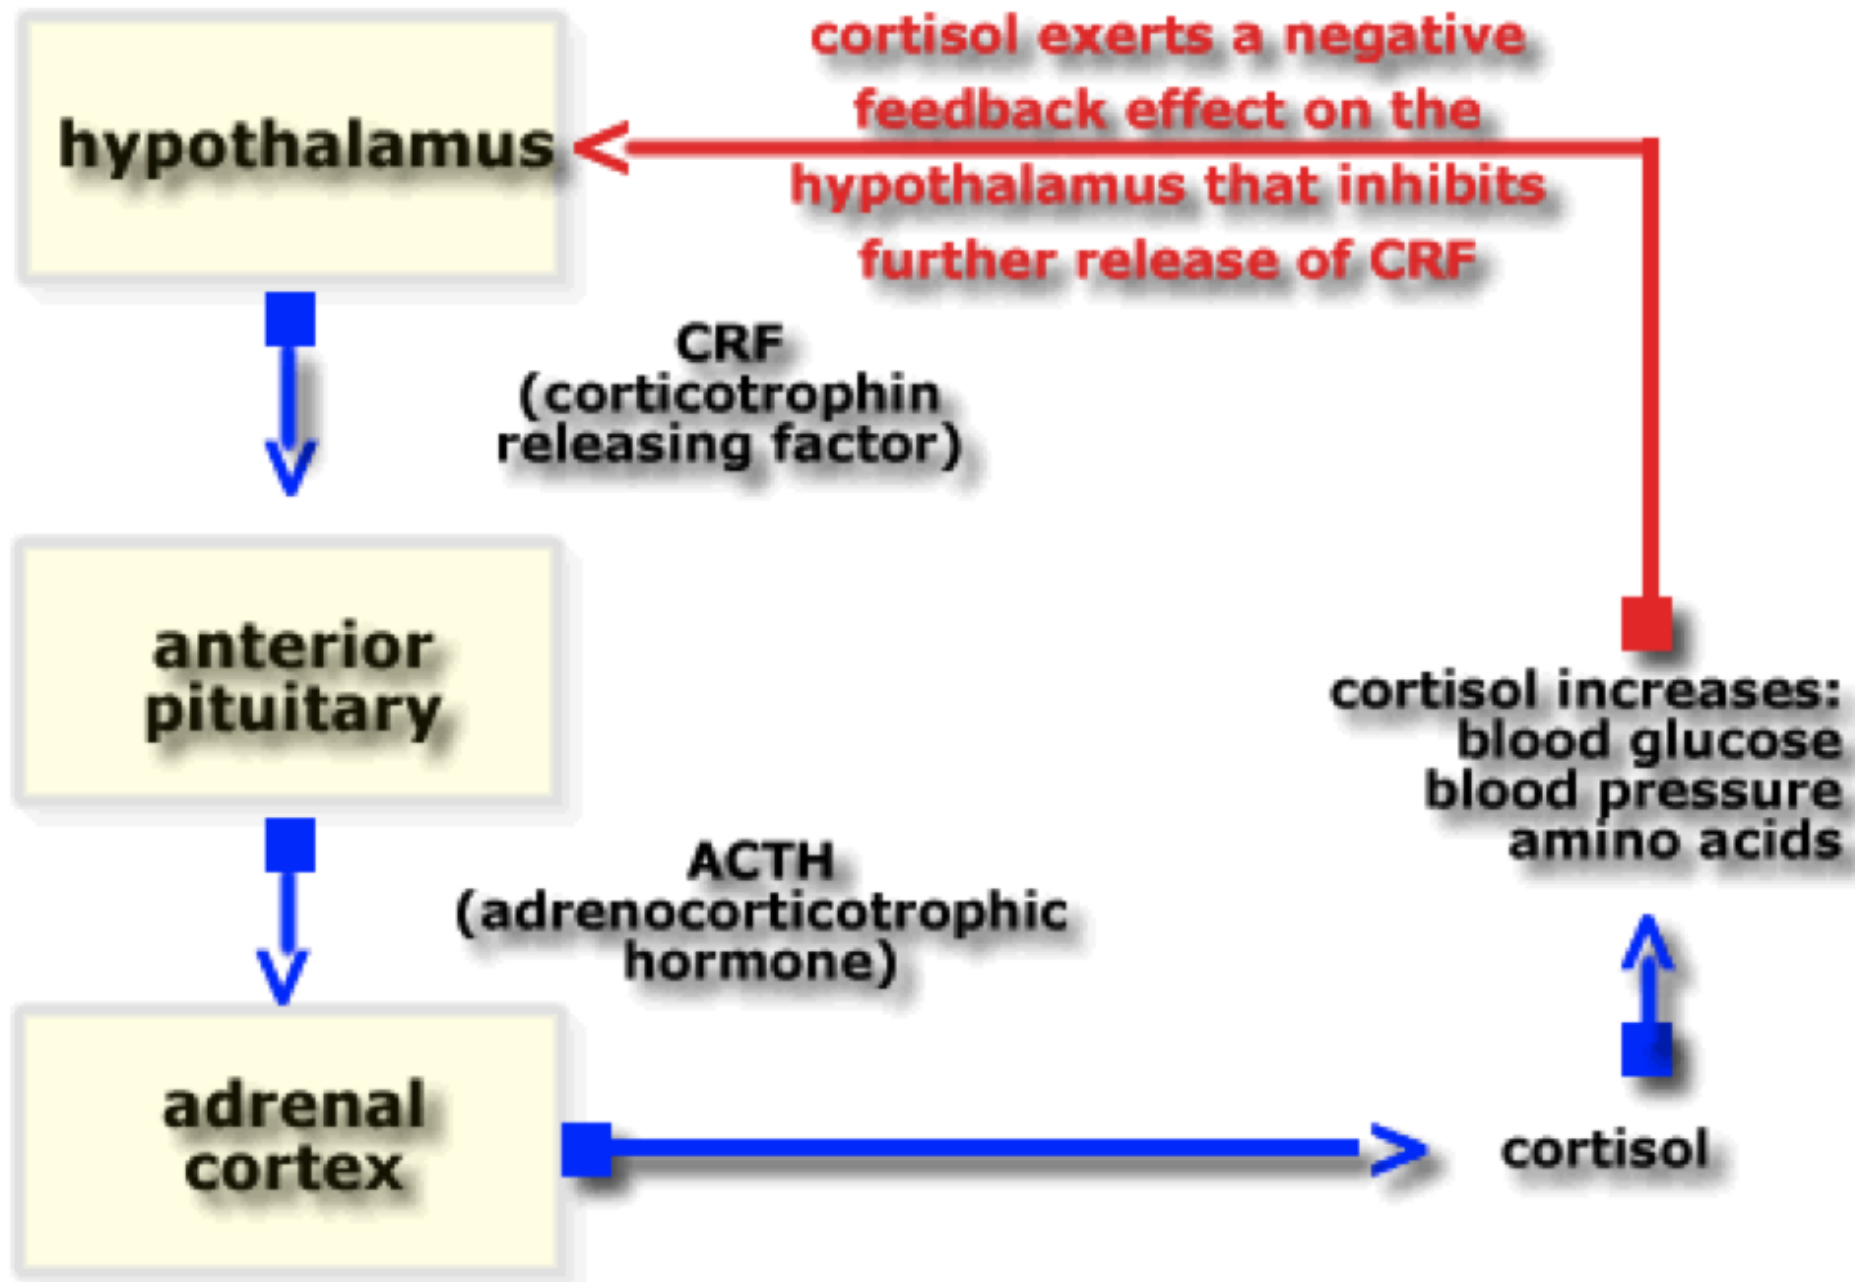 cortisol exerts a negative
feedback effect on the
hypothalamus that inhibits
further release of CRF
hypothalamus
CRF
(corticotrophin
releasing factor)
anterior
pituitary
cortisol increases:
blood glucose
blood pressure
amino acids
ACTH
(adrenocorticotrophic
hormone)
adrenal
cortex
cortisol